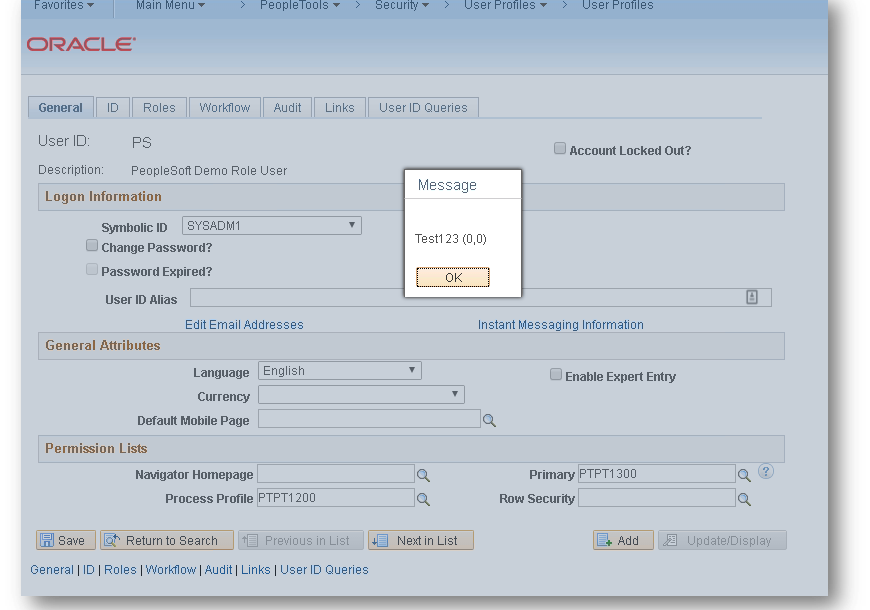 Favorites Main Menu > PeopleTools > Security > User Profiles > User Profiles
ORACLE'
General ID Roles Workflow Audit Links User ID Queries
User ID: PS
Account Locked Out?
Description: PeopleSoft Demo Role User
Message
Logon Information
Symbolic ID SYSADM1
Test123 (0,0)
Change Password?
Password Expired?
OK
User ID Alias
Edit Email Addresses Instant Messaging Information
General Attributes
Language English
Enable Expert Entry
Currency
Default Mobile Page
Permission Lists
Navigator Homepage Primary PTPT1300 ?
Process Profile PTPT1200 Row Security
Save Return to Search Previous in List Next in List Add Update/Display
General | ID | Roles | Workflow | Audit | Links | User ID Queries